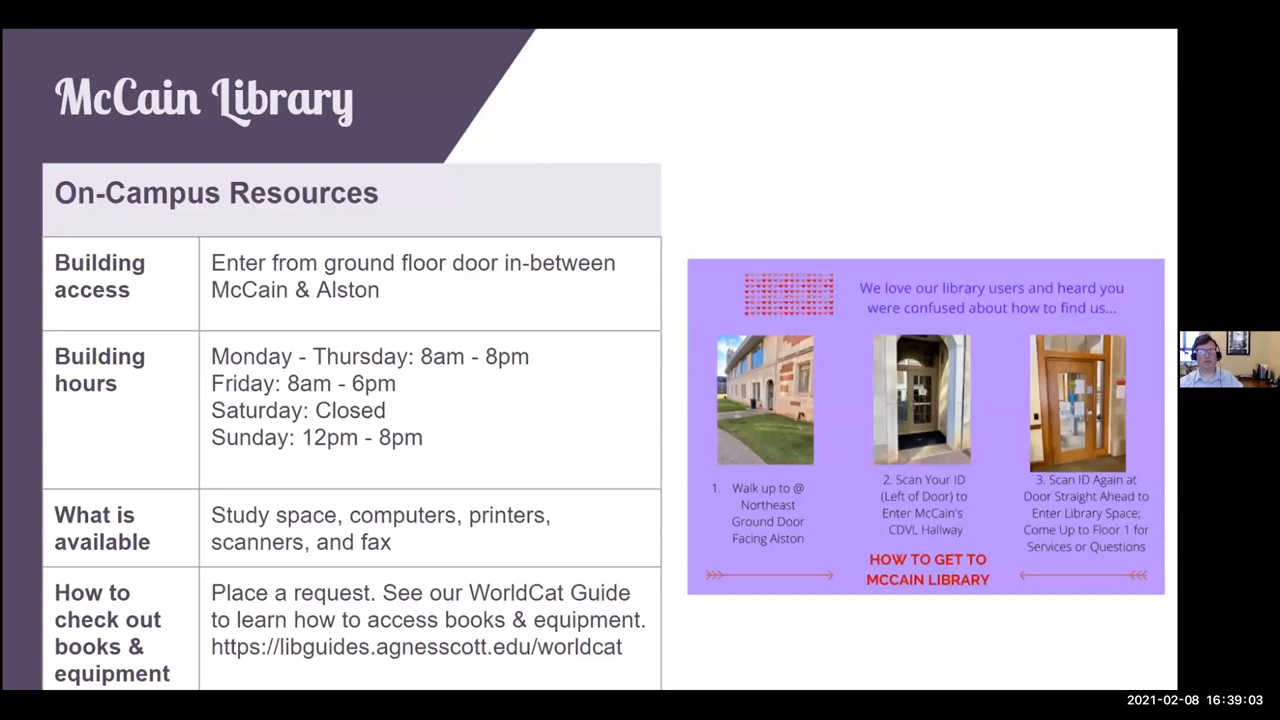 McCain Library
On-Campus Resources
Building
access
Enter from ground floor door in-between
McCain & Alston
Building
hours
Monday - Thursday: 8am - 8pm
Friday: 8am - 6pm
Saturday: Closed
Sunday: 12pm - 8pm
What is
available
Study space, computers, printers,
scanners, and fax
How to
check out
books &
equipment
Place a request. See our WorldCat Guide
to learn how to access books & equipment.
https://libguides.agnesscott.edu/worldcat
We love our library users and heard you
were confused about how to find us...
1. Walk up to @
Northeast
Ground Door
Facing Alston
2. Scan Your ID
(Left of Door) to
Enter McCain's
CDVL Hallway
3. Scan ID Again at
Door Straight Ahead to
Enter Library Space;
Come Up to Floor 1 for
Services or Questions
HOW TO GET TO
MCCAIN LIBRARY
2021-02-08 16:39:03